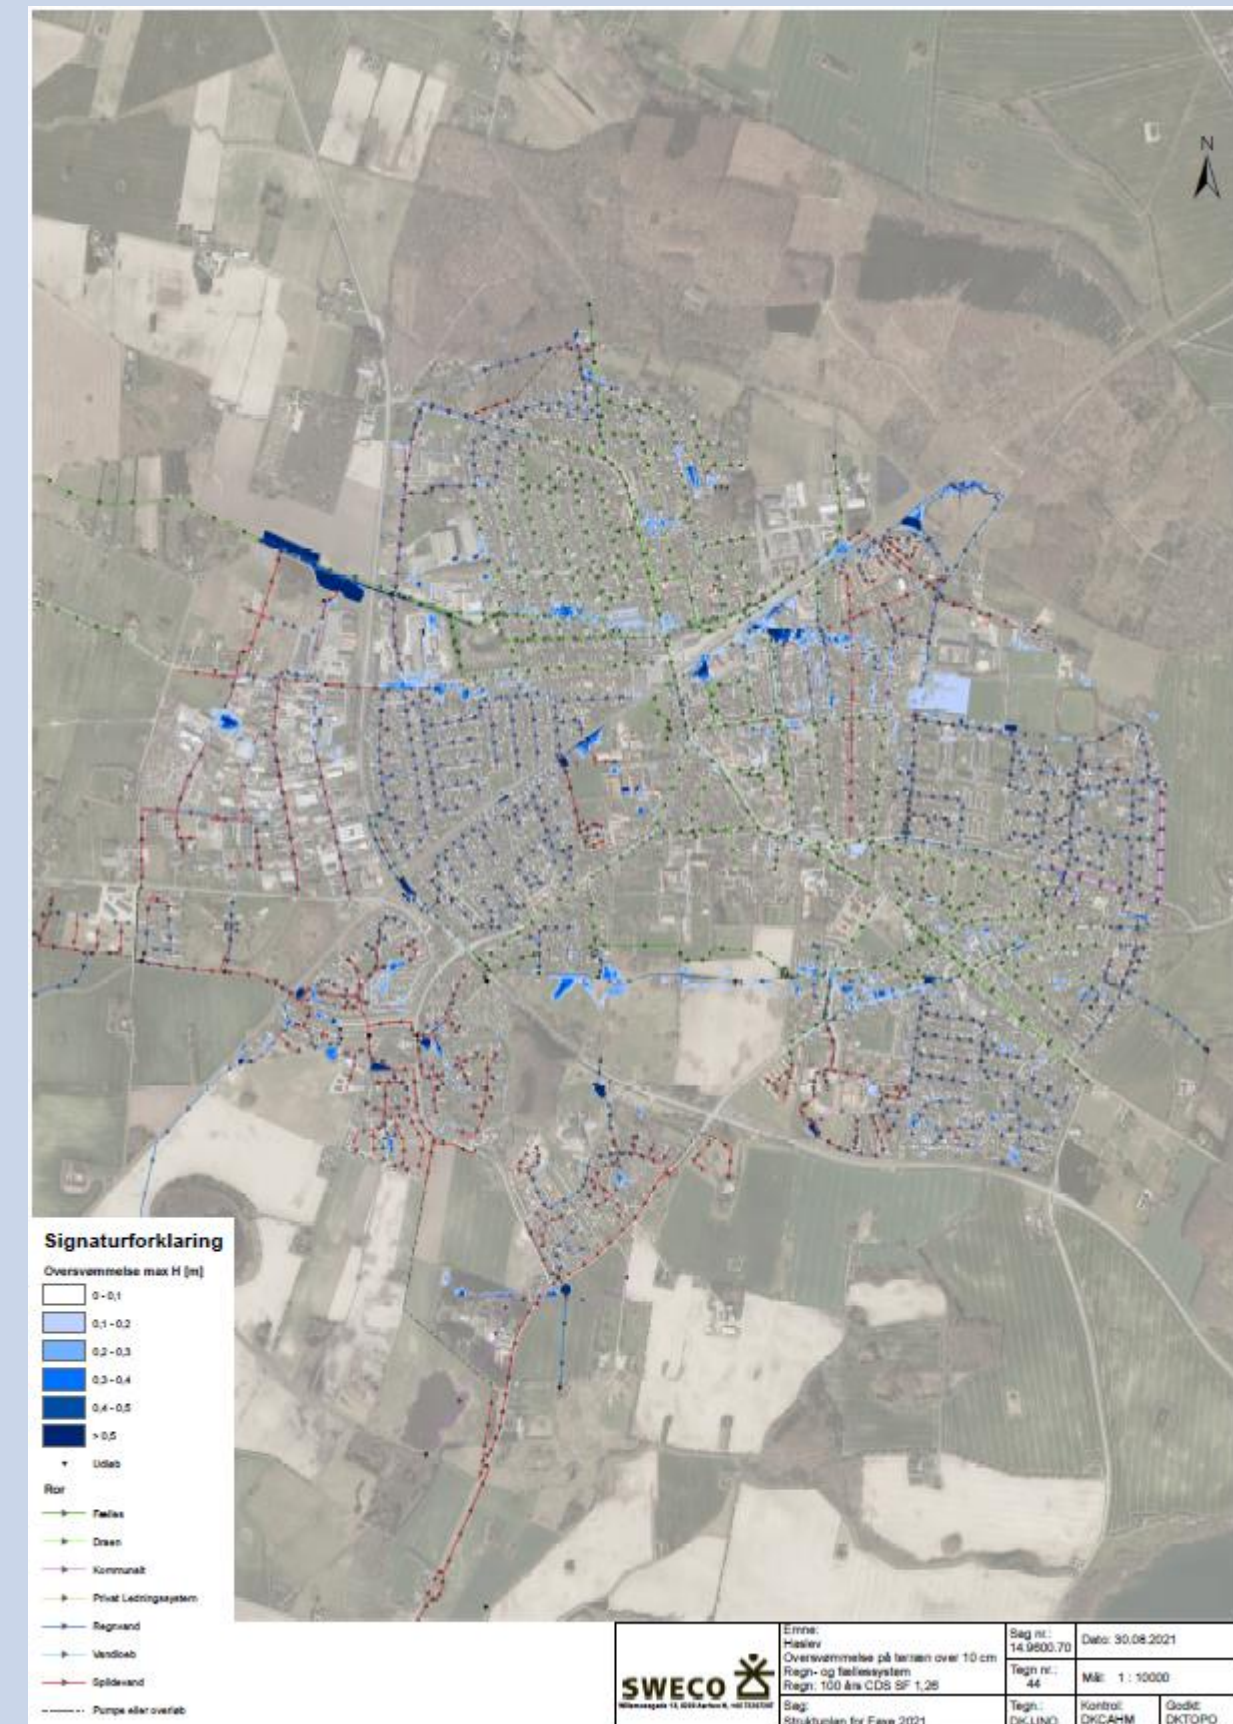 N
Signaturforklaring
Oversvømmelse max H [m]
0 - 0,1
0,1 - 0,2
0,2 - 0,3
0,3 - 0,4
0,4 - 0,5
> 0,5
Udløb
Rør
Fælles
Dræn
Kommunalt
Privat Ledningssystem
Regnvand
Vandløb
Spildevand
Pumpe eller overløb
SWECO
Emne:
Haslev
Oversvømmelse på terræn over 10 cm
Regn- og fællessystem
Regn: 100 års CDS SF 1,26
Sag:
Strukturplan for Faxe 2021
Sag nr.:
14.9600.70
Dato: 30.08.2021
Tegn nr.:
44
Mål: 1 : 10000
Tegn.:
DKJUNO
Kontrol:
DKCAHM
Godkt:
DKTOPO